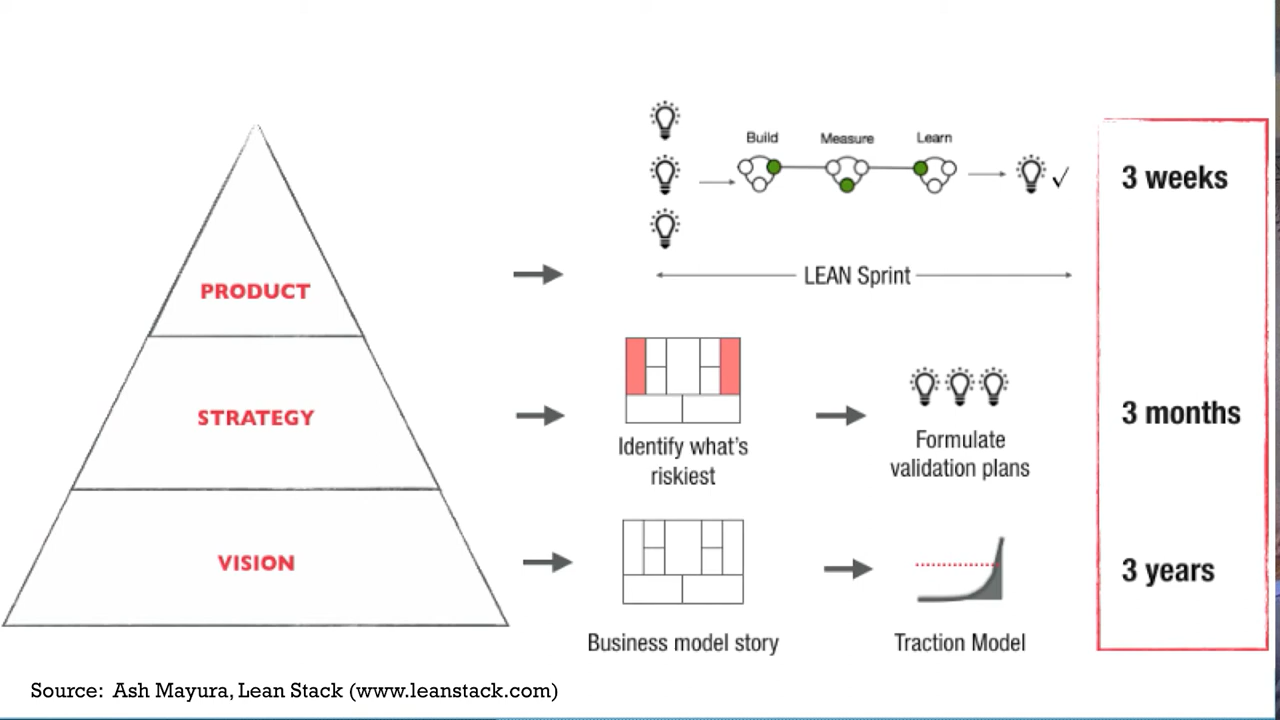 Build
Measure
Learn
3 weeks
LEAN Sprint
PRODUCT
STRATEGY
Identify what's
riskiest
Formulate
validation plans
3 months
VISION
Business model story
Traction Model
3 years
Source: Ash Mayura, Lean Stack (www.leanstack.com)